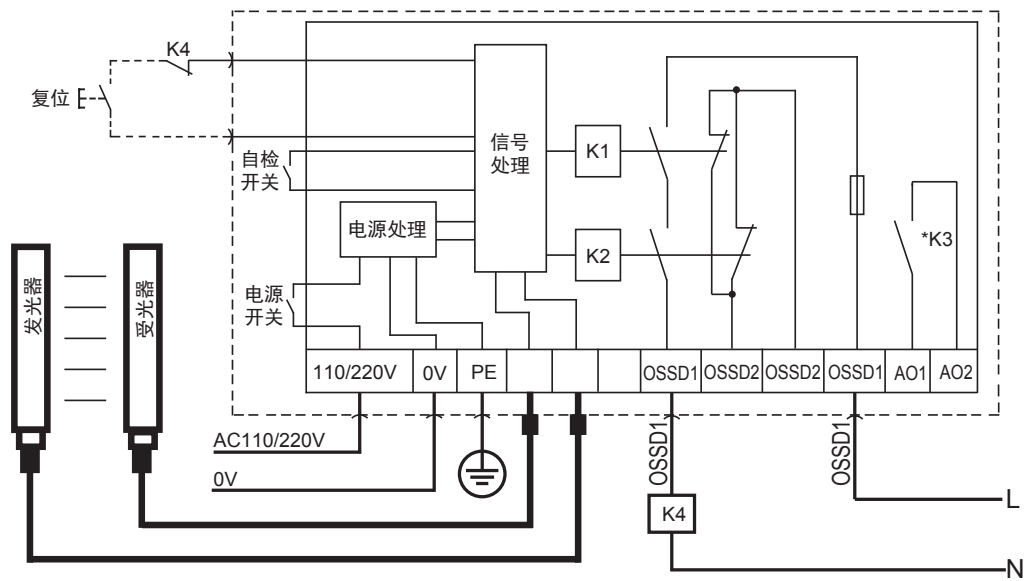 K4
复位
自检
开关
信号
处理
K1
电源处理
K2
*K3
电源
开关
发光器
受光器
110/220V
0V
PE
OSSD1
OSSD2
OSSD2
OSSD1
AO1
AO2
AC110/220V
0V
OSSD1
OSSD1
K4
L
N